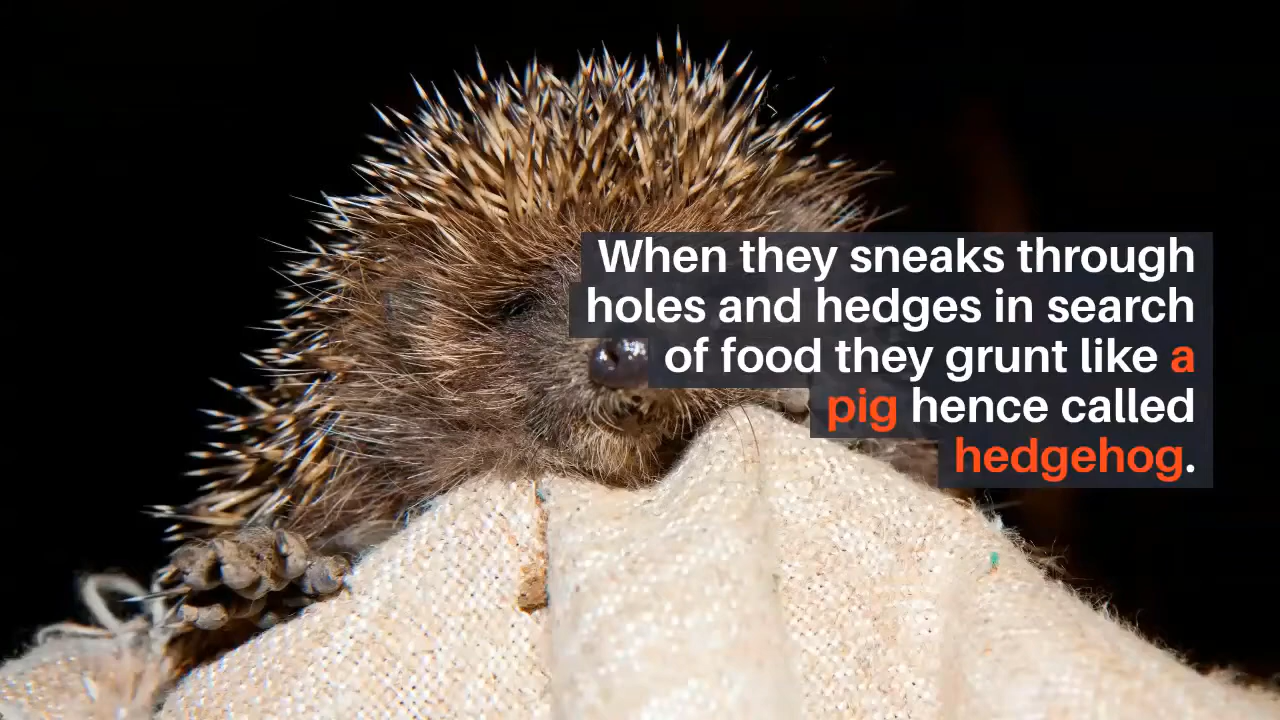 When they sneaks through
holes and hedges in search
of food they grunt like a
pig hence called
hedgehog.